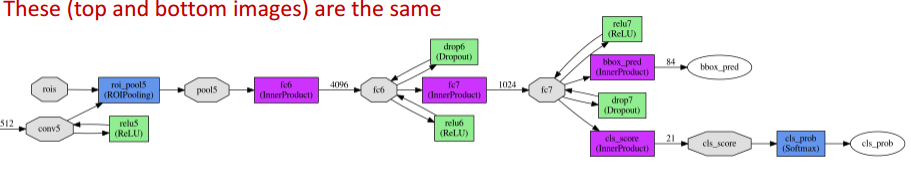 These (top and bottom images) are the same
relu7
(ReLU)
drop6
(Dropout)
bbox_pred
(InnerProduct)
84
bbox_pred
rois
roi_pool5
(ROIPooling)
pool5
fc6
(InnerProduct)
4096
fc6
fc7
(InnerProduct)
1024
fc7
drop7
(Dropout)
512
conv5
relu5
(ReLU)
relu6
(ReLU)
cls_score
(InnerProduct)
21
cls_score
cls_prob
(Softmax)
cls_prob